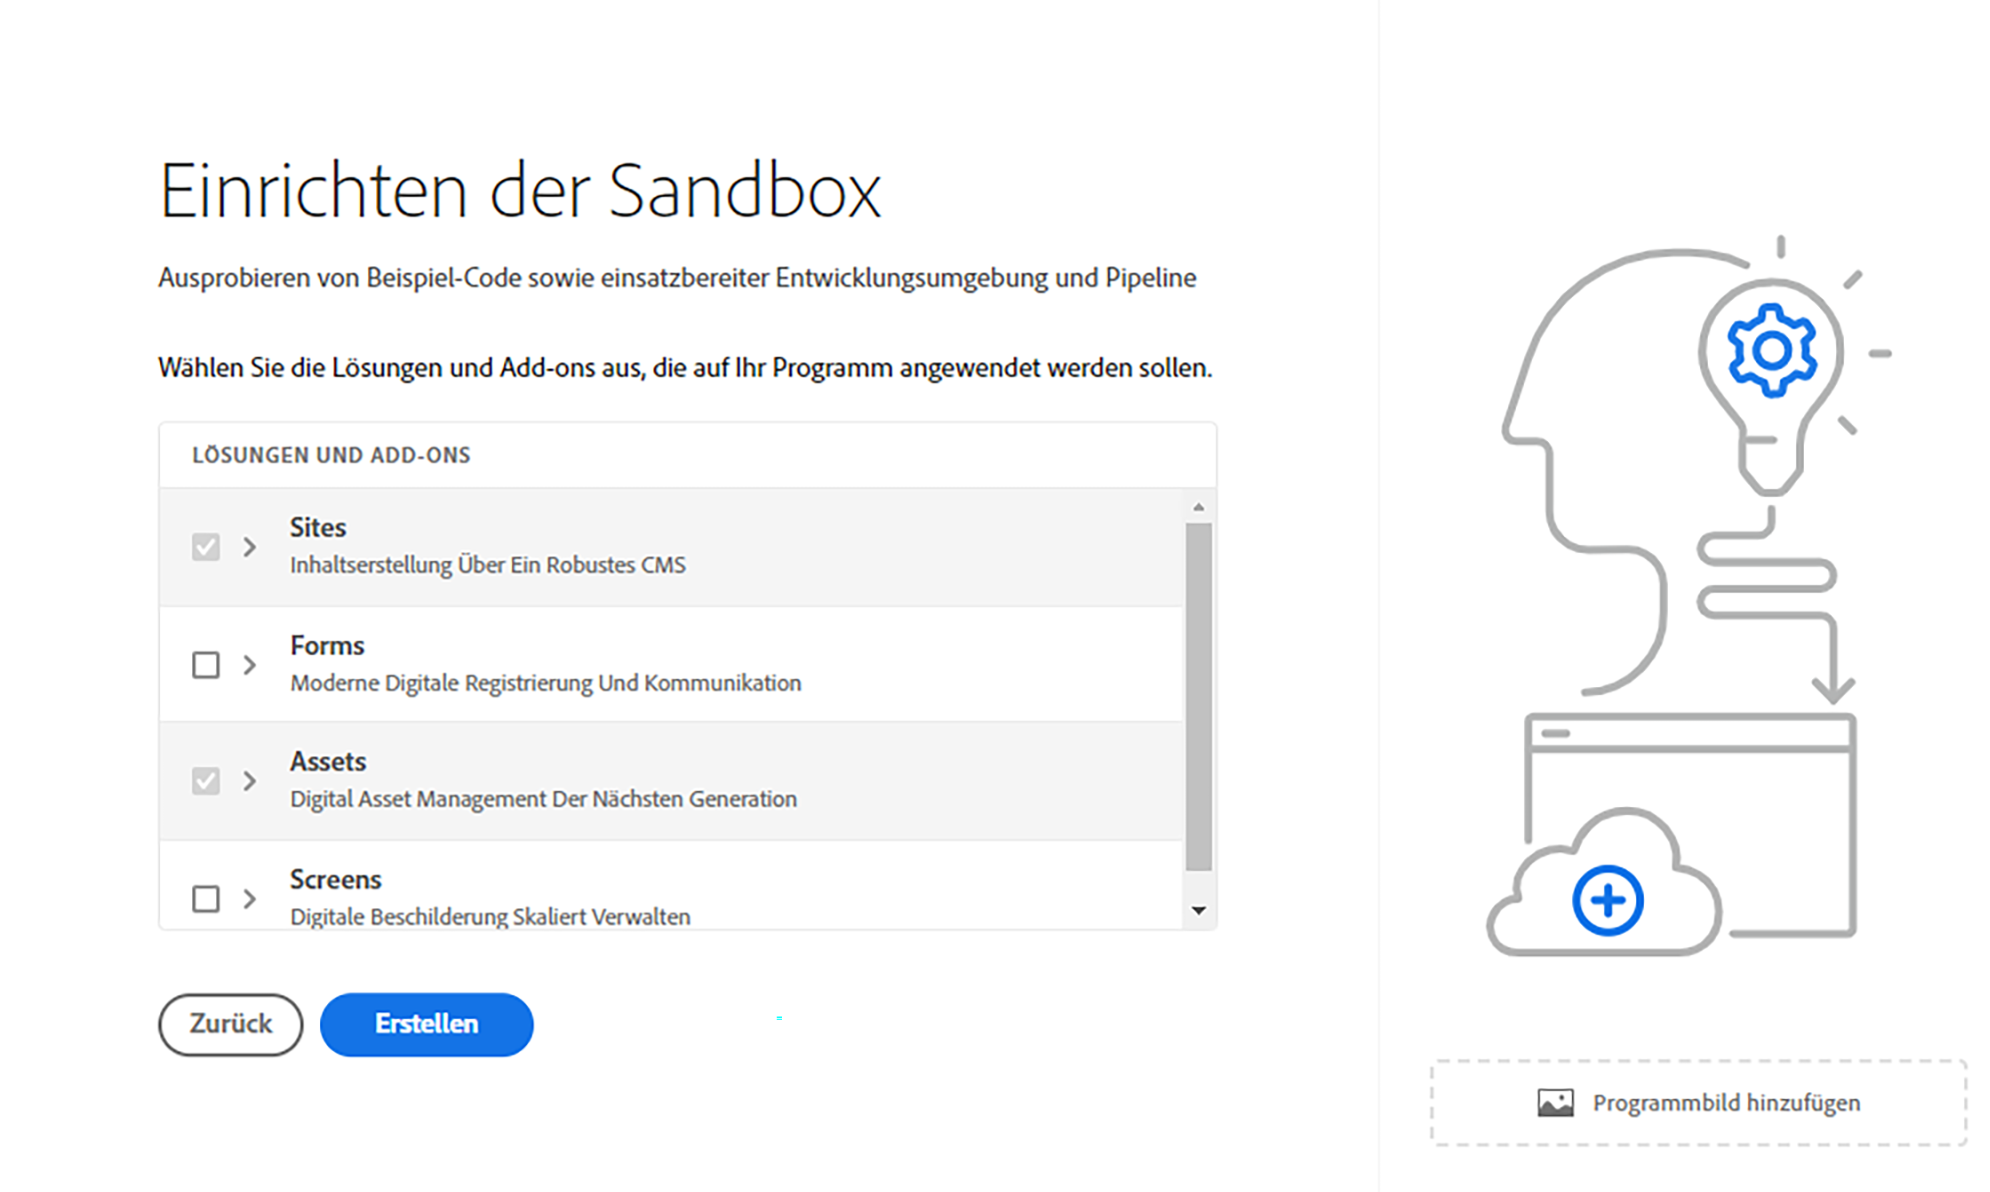 Einrichten der Sandbox
Ausprobieren von Beispiel-Code sowie einsatzbereiter Entwicklungsumgebung und Pipeline
Wählen Sie die Lösungen und Add-ons aus, die auf Ihr Programm angewendet werden sollen.
LÖSUNGEN UND ADD-ONS
Sites
Inhaltserstellung Über Ein Robustes CMS
Forms
Moderne Digitale Registrierung Und Kommunikation
Assets
Digital Asset Management Der Nächsten Generation
Screens
Digitale Beschilderung Skaliert Verwalten
Zurück
Erstellen
Programmbild hinzufügen